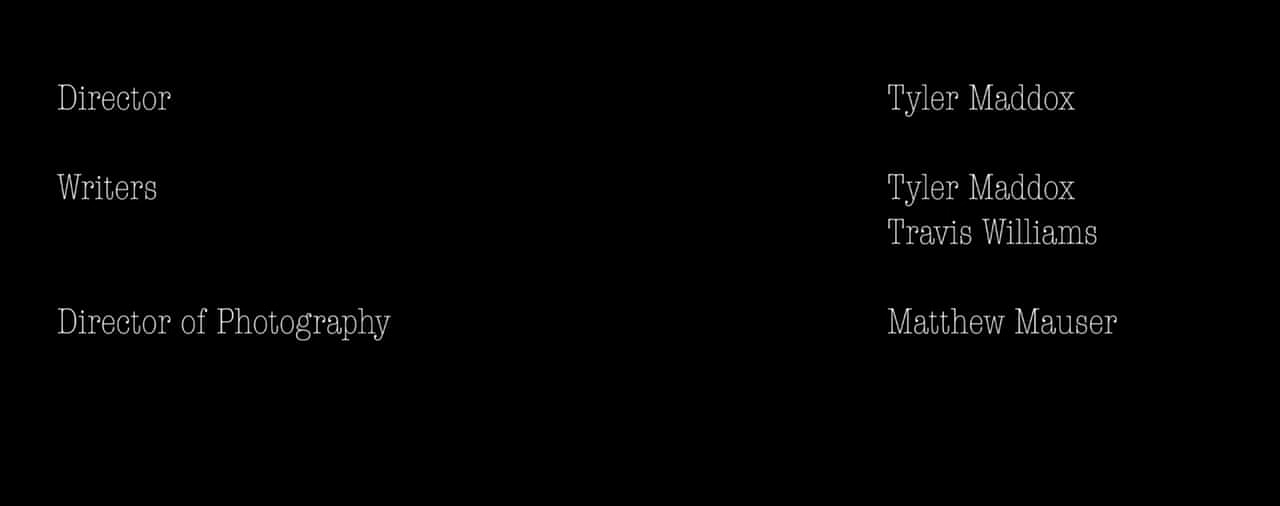 Director Tyler Maddox
Writers Tyler Maddox
Travis Williams
Director of Photography Matthew Mauser